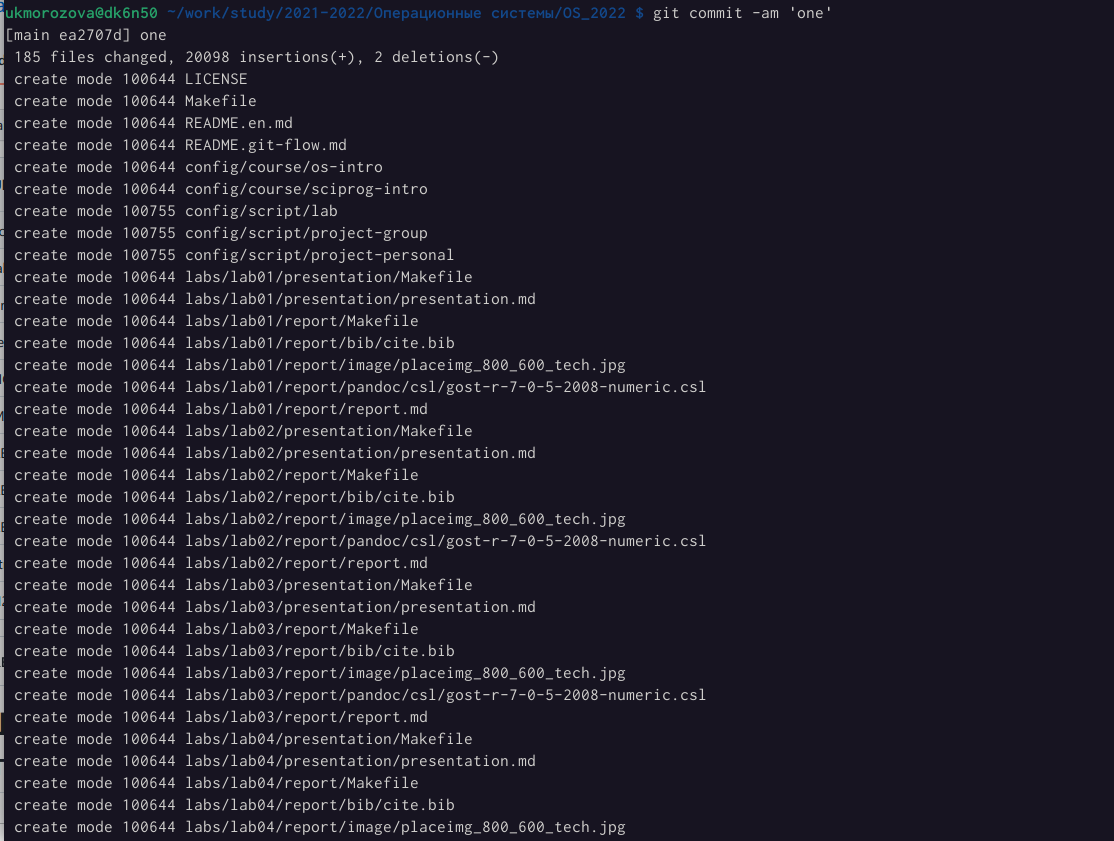 ukmorozova@dk6n50 ~/work/study/2021-2022/Операционные системы/OS_2022 $ git commit -am 'one'
[main ea2707d] one
 185 files changed, 20098 insertions(+), 2 deletions(-)
 create mode 100644 LICENSE
 create mode 100644 Makefile
 create mode 100644 README.en.md
 create mode 100644 README.git-flow.md
 create mode 100644 config/course/os-intro
 create mode 100644 config/course/sciprog-intro
 create mode 100755 config/script/lab
 create mode 100755 config/script/project-group
 create mode 100755 config/script/project-personal
 create mode 100644 labs/lab01/presentation/Makefile
 create mode 100644 labs/lab01/presentation/presentation.md
 create mode 100644 labs/lab01/report/Makefile
 create mode 100644 labs/lab01/report/bib/cite.bib
 create mode 100644 labs/lab01/report/image/placeimg_800_600_tech.jpg
 create mode 100644 labs/lab01/report/pandoc/csl/gost-r-7-0-5-2008-numeric.csl
 create mode 100644 labs/lab01/report/report.md
 create mode 100644 labs/lab02/presentation/Makefile
 create mode 100644 labs/lab02/presentation/presentation.md
 create mode 100644 labs/lab02/report/Makefile
 create mode 100644 labs/lab02/report/bib/cite.bib
 create mode 100644 labs/lab02/report/image/placeimg_800_600_tech.jpg
 create mode 100644 labs/lab02/report/pandoc/csl/gost-r-7-0-5-2008-numeric.csl
 create mode 100644 labs/lab02/report/report.md
 create mode 100644 labs/lab03/presentation/Makefile
 create mode 100644 labs/lab03/presentation/presentation.md
 create mode 100644 labs/lab03/report/Makefile
 create mode 100644 labs/lab03/report/bib/cite.bib
 create mode 100644 labs/lab03/report/image/placeimg_800_600_tech.jpg
 create mode 100644 labs/lab03/report/pandoc/csl/gost-r-7-0-5-2008-numeric.csl
 create mode 100644 labs/lab03/report/report.md
 create mode 100644 labs/lab04/presentation/Makefile
 create mode 100644 labs/lab04/presentation/presentation.md
 create mode 100644 labs/lab04/report/Makefile
 create mode 100644 labs/lab04/report/bib/cite.bib
 create mode 100644 labs/lab04/report/image/placeimg_800_600_tech.jpg